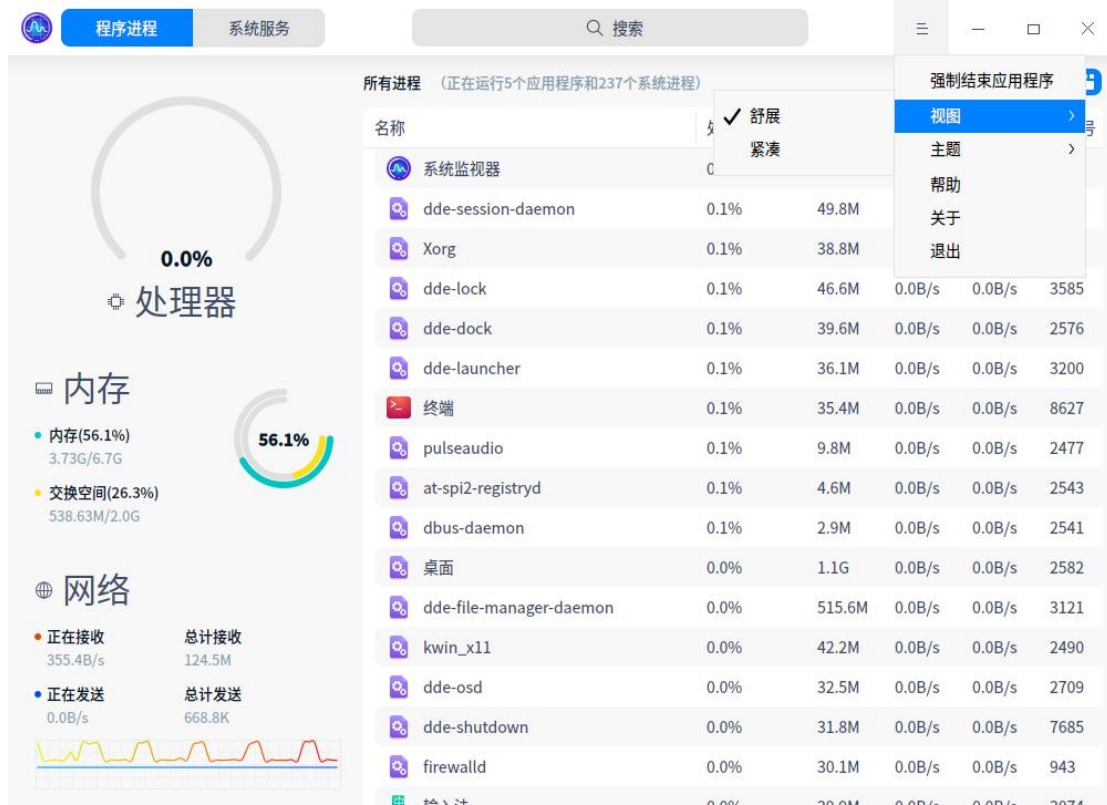 程序进程 系统服务 搜索
所有进程 （正在运行5个应用程序和237个系统进程）
强制结束应用程序
视图
主题
帮助
关于
退出
舒展
紧凑
0.0%
处理器
内存
内存(56.1%)
3.73G/6.7G
交换空间(26.3%)
538.63M/2.0G
56.1%
网络
正在接收 总计接收
355.4B/s 124.5M
正在发送 总计发送
0.0B/s 668.8K
名称
系统监视器
dde-session-daemon 0.1% 49.8M
Xorg 0.1% 38.8M
dde-lock 0.1% 46.6M 0.0B/s 0.0B/s 3585
dde-dock 0.1% 39.6M 0.0B/s 0.0B/s 2576
dde-launcher 0.1% 36.1M 0.0B/s 0.0B/s 3200
终端 0.1% 35.4M 0.0B/s 0.0B/s 8627
pulseaudio 0.1% 9.8M 0.0B/s 0.0B/s 2477
at-spi2-registryd 0.1% 4.6M 0.0B/s 0.0B/s 2543
dbus-daemon 0.1% 2.9M 0.0B/s 0.0B/s 2541
桌面 0.0% 1.1G 0.0B/s 0.0B/s 2582
dde-file-manager-daemon 0.0% 515.6M 0.0B/s 0.0B/s 3121
kwin_x11 0.0% 42.2M 0.0B/s 0.0B/s 2490
dde-osd 0.0% 32.5M 0.0B/s 0.0B/s 2709
dde-shutdown 0.0% 31.8M 0.0B/s 0.0B/s 7685
firewalld 0.0% 30.1M 0.0B/s 0.0B/s 943